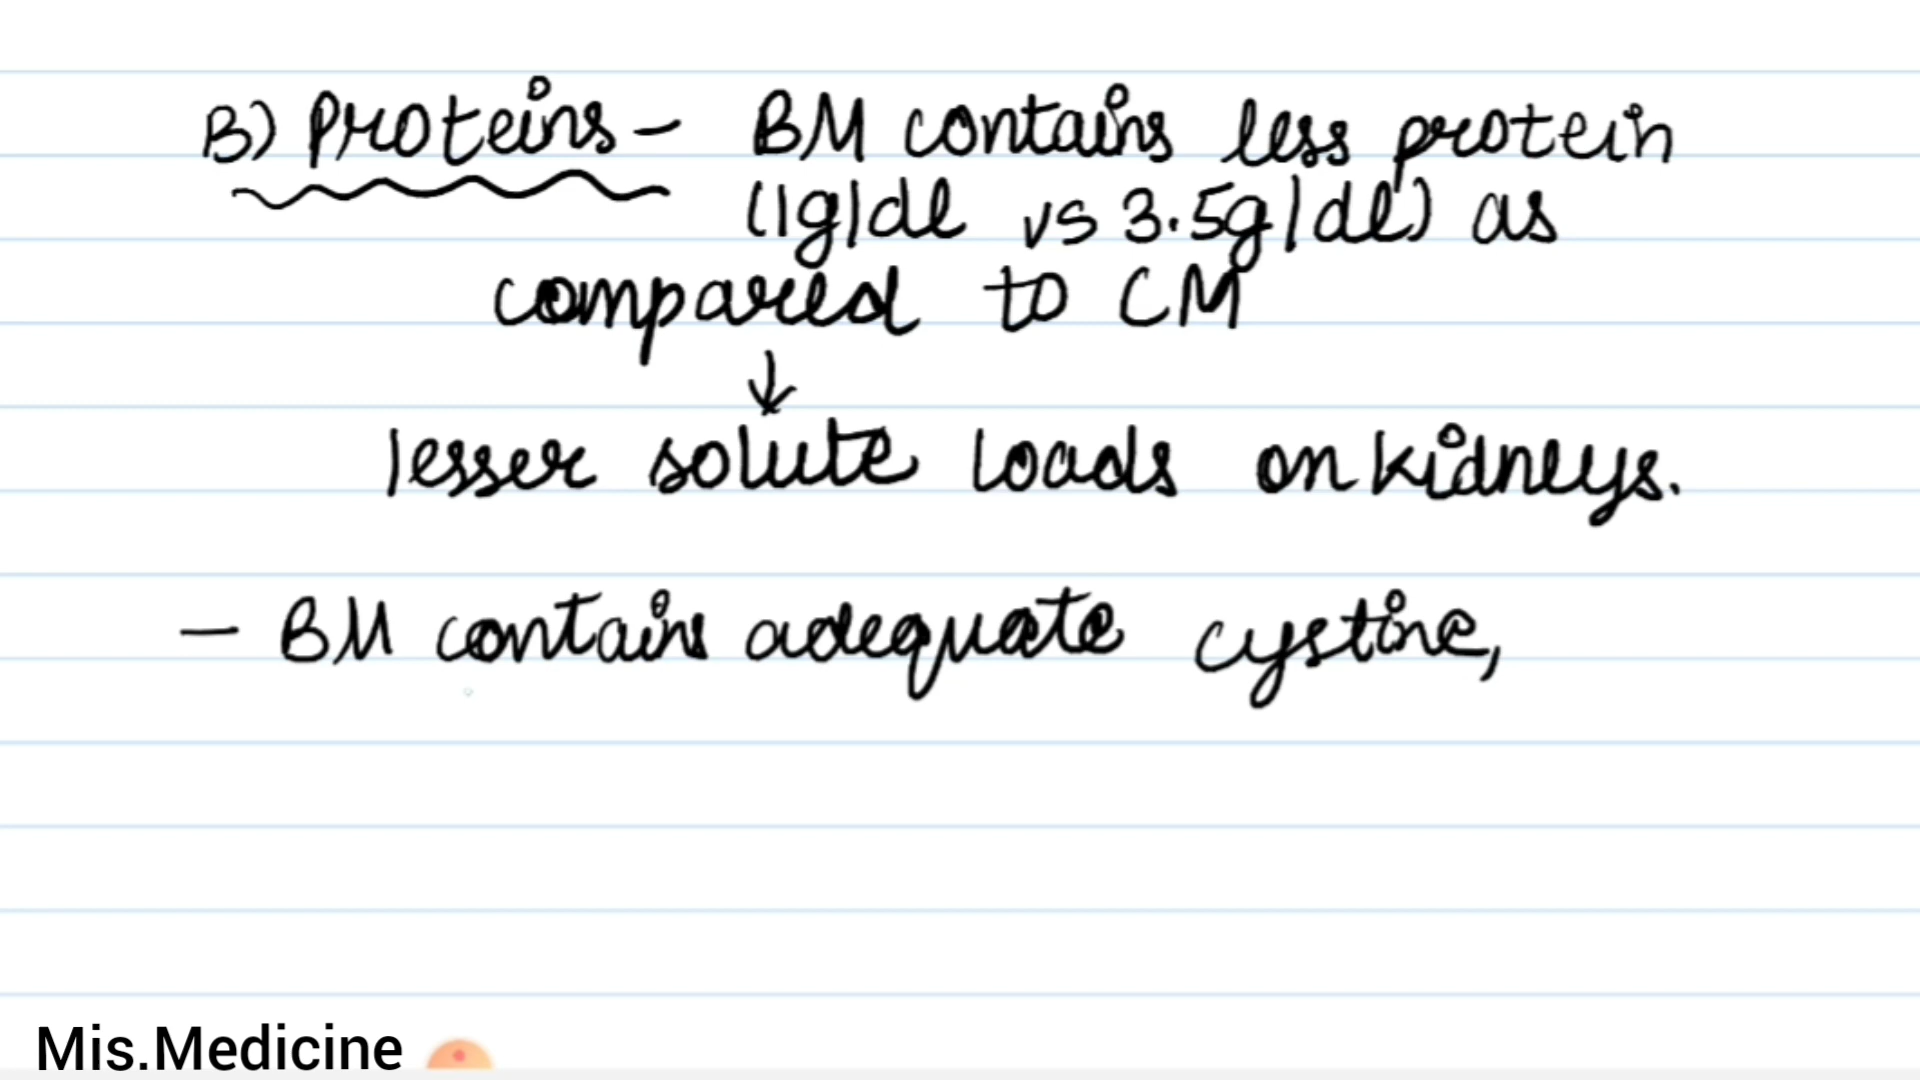 B) Proteins - BM contains less protein
(1g/dl vs 3.5g/dl) as
compared to CM
↓
lesser solute loads on kidneys.
- BM contains adequate cystine,
Mis.Medicine